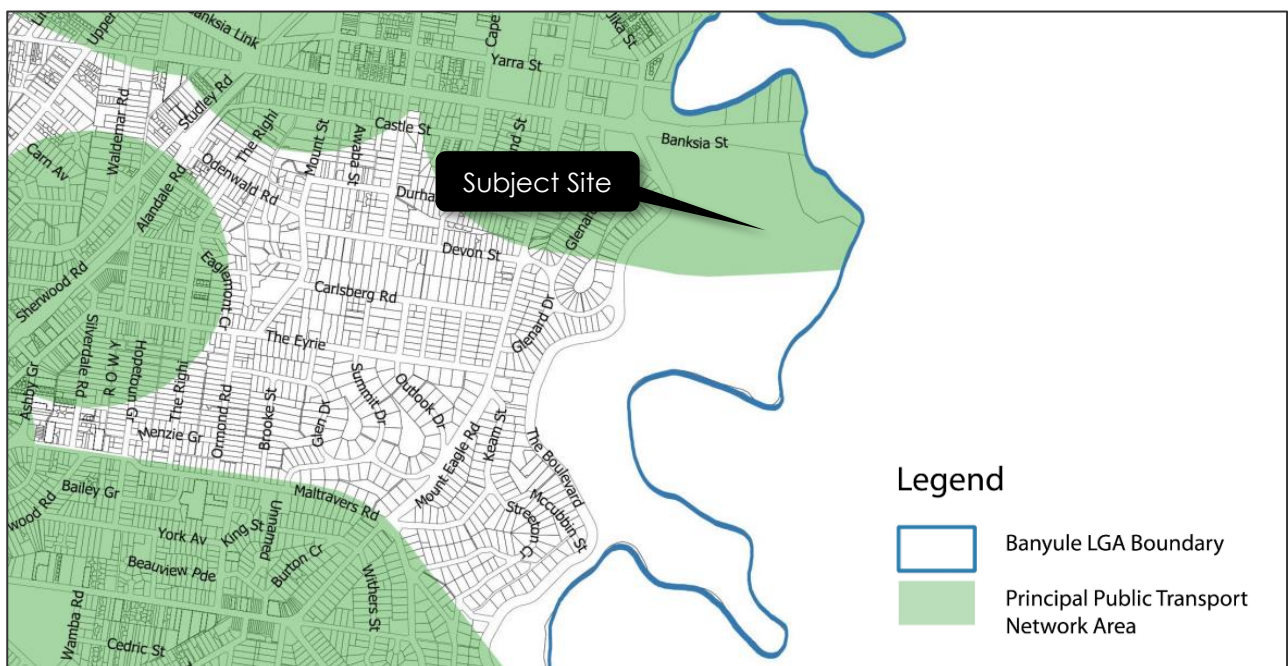 Upper
Banksia Link
Cape
Jika St
Yarra St
Studley Rd
Waldemar Rd
The Righi
Mount St
Castle St
Awaba St
Banksia St
Carn Av
Odenwald Rd
Alandale Rd
Subject Site
Durha
Glenar
Devon St
Eaglemont Cr
Sherwood Rd
Carlsberg Rd
Glenard Dr
The Eyrie
Silverdale Rd
Y M O R
Hopetoun Gr
The Righi
Ashby Gr
Ormond Rd
Brooke St
Glen Dr
Summit Dr
Outlook Dr
Menzie Gr
Mount Eagle Rd
Keam St
The Boulevard
Mccubbin St
Streeton Cr
Maltravers Rd
Bailey Gr
wood Rd
York Av
King St
Unnamed
Beauview Pde
Burton Cr
Withers St
Wamba Rd
Cedric St
Legend
Banyule LGA Boundary
Principal Public Transport
Network Area